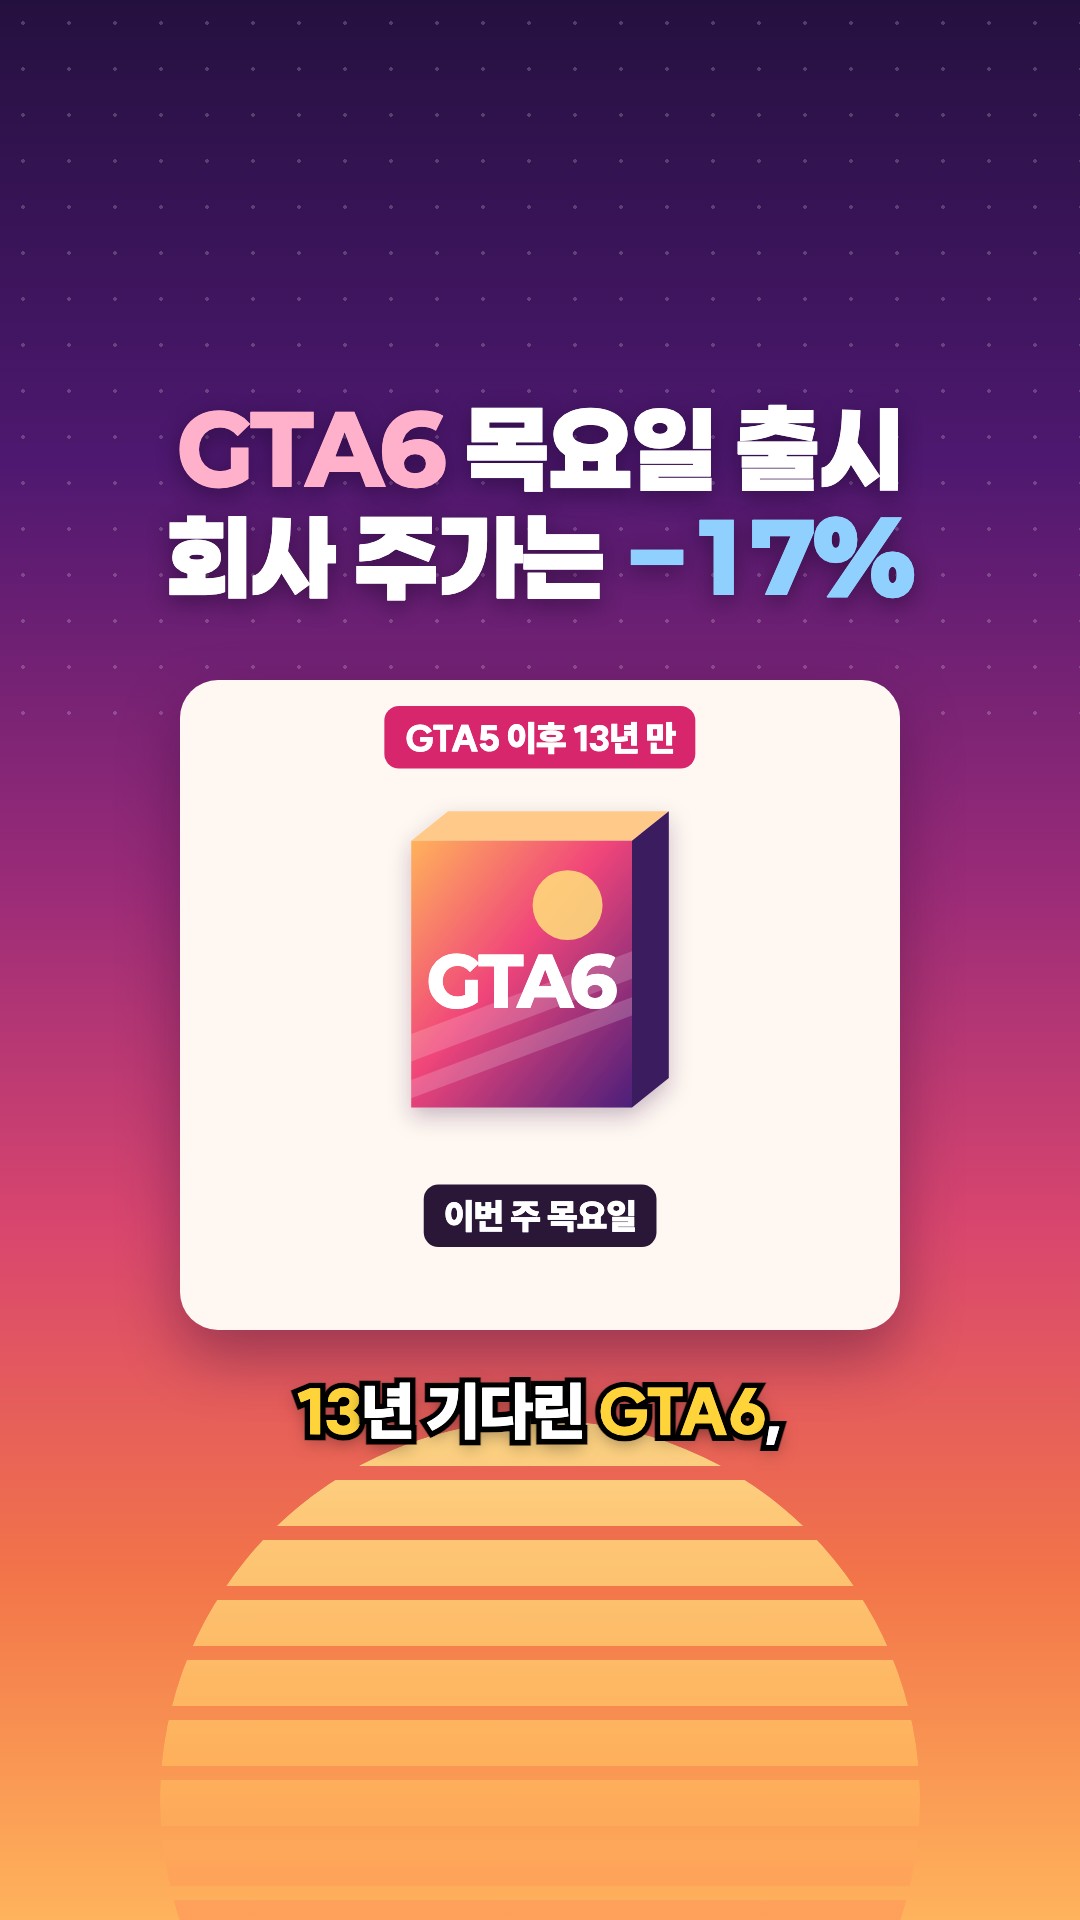 GTA6 목요일 출시
회사 주가는 -17%
GTA5 이후 13년 만
GTA6
이번 주 목요일
13년 기다린 GTA6,